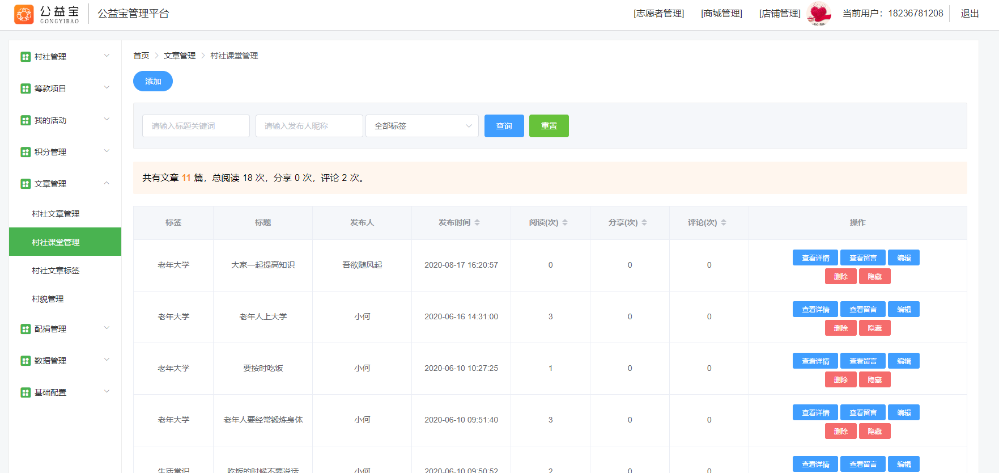 公益宝
GONGYIBAO
公益宝管理平台
[志愿者管理]
[商城管理]
[店铺管理]
当前用户：18236781208
退出
村社管理
筹款项目
我的活动
积分管理
文章管理
村社文章管理
村社课堂管理
村社文章标签
村貌管理
配捐管理
数据管理
基础配置
首页 > 文章管理 > 村社课堂管理
添加
请输入标题关键词 请输入发布人昵称 全部标签 查询 重置
共有文章 11 篇，总阅读 18 次，分享 0 次，评论 2 次。
标签 标题 发布人 发布时间 阅读(次) 分享(次) 评论(次) 操作
老年大学 大家一起提高知识 吾欲随风起 2020-08-17 16:20:57 0 0 0 查看详情 查看留言 编辑
删除 隐藏
老年大学 老年人上大学 小何 2020-06-16 14:31:00 3 0 0 查看详情 查看留言 编辑
删除 隐藏
老年大学 要按时吃饭 小何 2020-06-10 10:27:25 1 0 0 查看详情 查看留言 编辑
删除 隐藏
老年大学 老年人要经常锻炼身体 小何 2020-06-10 09:51:40 3 0 0 查看详情 查看留言 编辑
删除 隐藏
生活常识 吃饭的时候不要说话 小何 2020-06-10 09:50:52 2 0 0 查看详情 查看留言 编辑